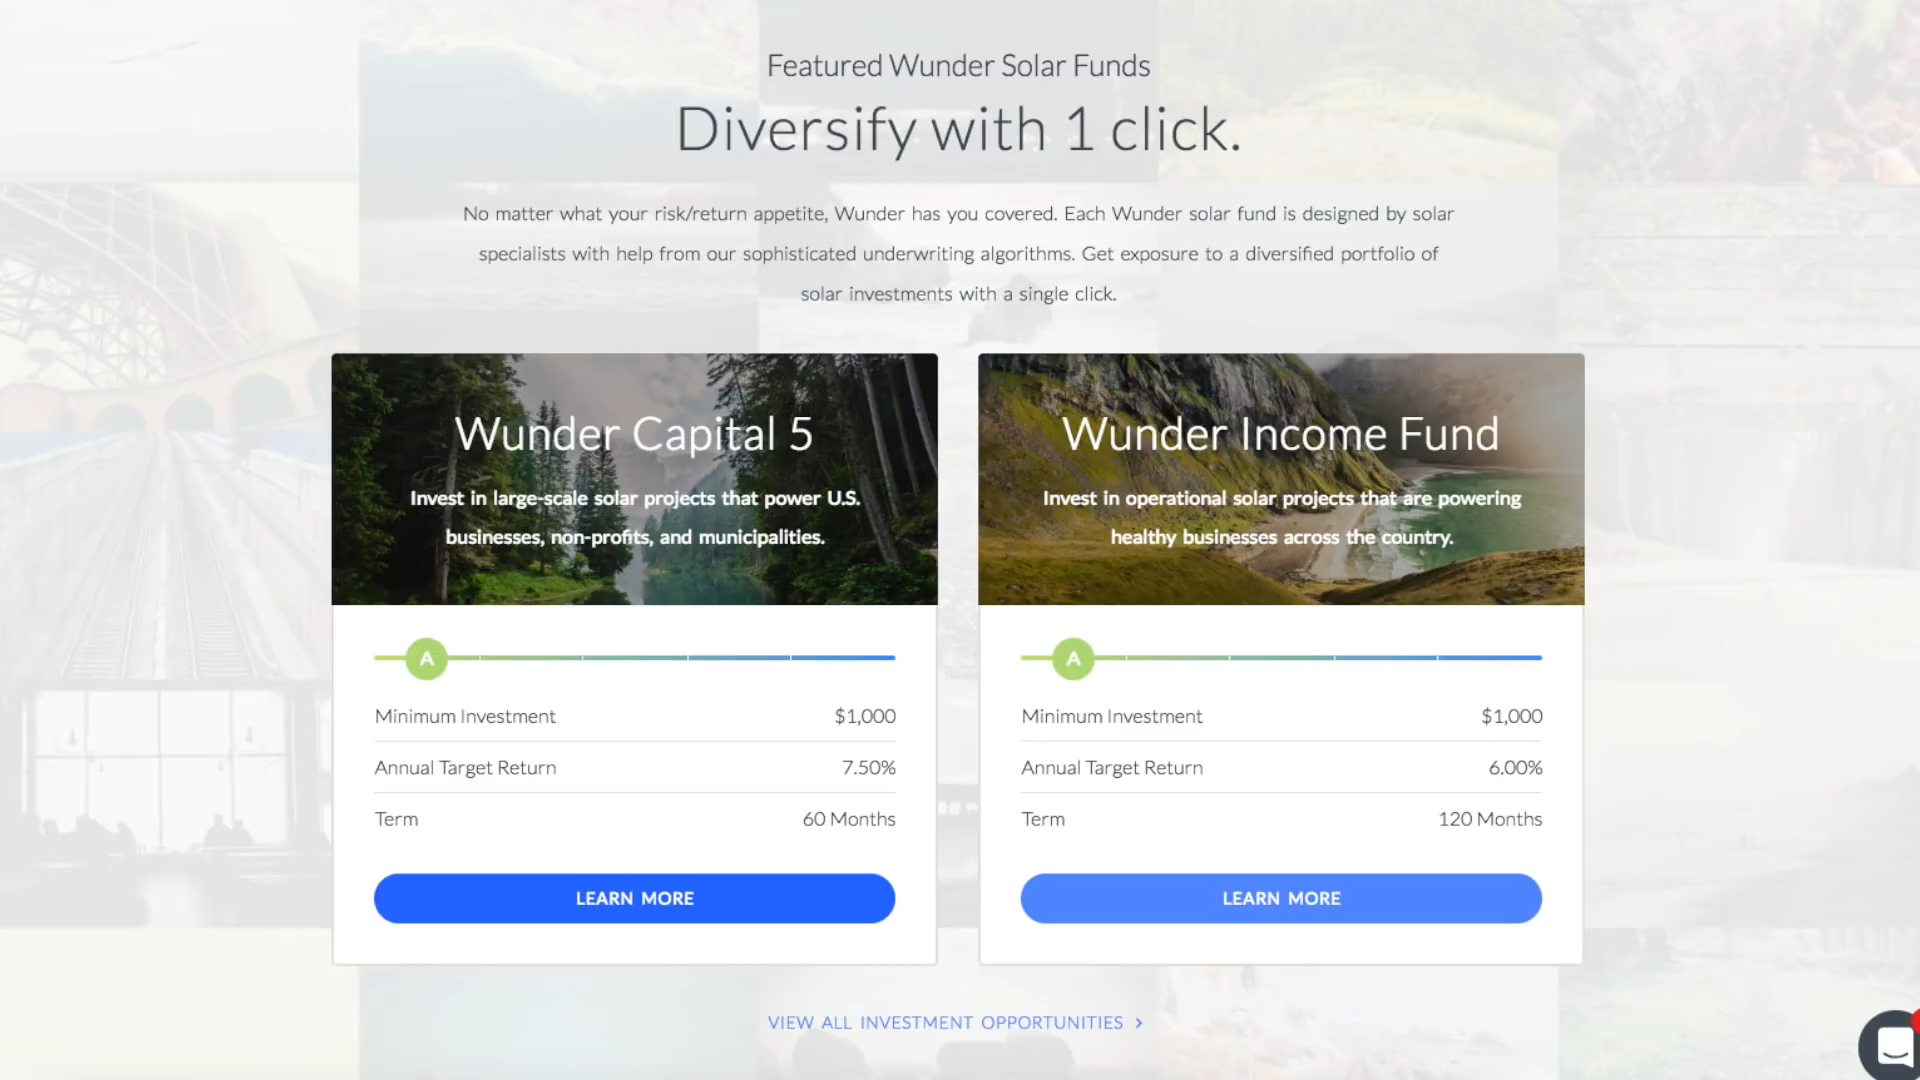 Featured Wunder Solar Funds
Diversify with 1 click.
No matter what your risk/return appetite, Wunder has you covered. Each Wunder solar fund is designed by solar
specialists with help from our sophisticated underwriting algorithms. Get exposure to a diversified portfolio of
solar investments with a single click.
Wunder Capital 5
Invest in large-scale solar projects that power U.S.
businesses, non-profits, and municipalities.
A
Minimum Investment $1,000
Annual Target Return 7.50%
Term 60 Months
LEARN MORE
Wunder Income Fund
Invest in operational solar projects that are powering
healthy businesses across the country.
A
Minimum Investment $1,000
Annual Target Return 6.00%
Term 120 Months
LEARN MORE
VIEW ALL INVESTMENT OPPORTUNITIES >